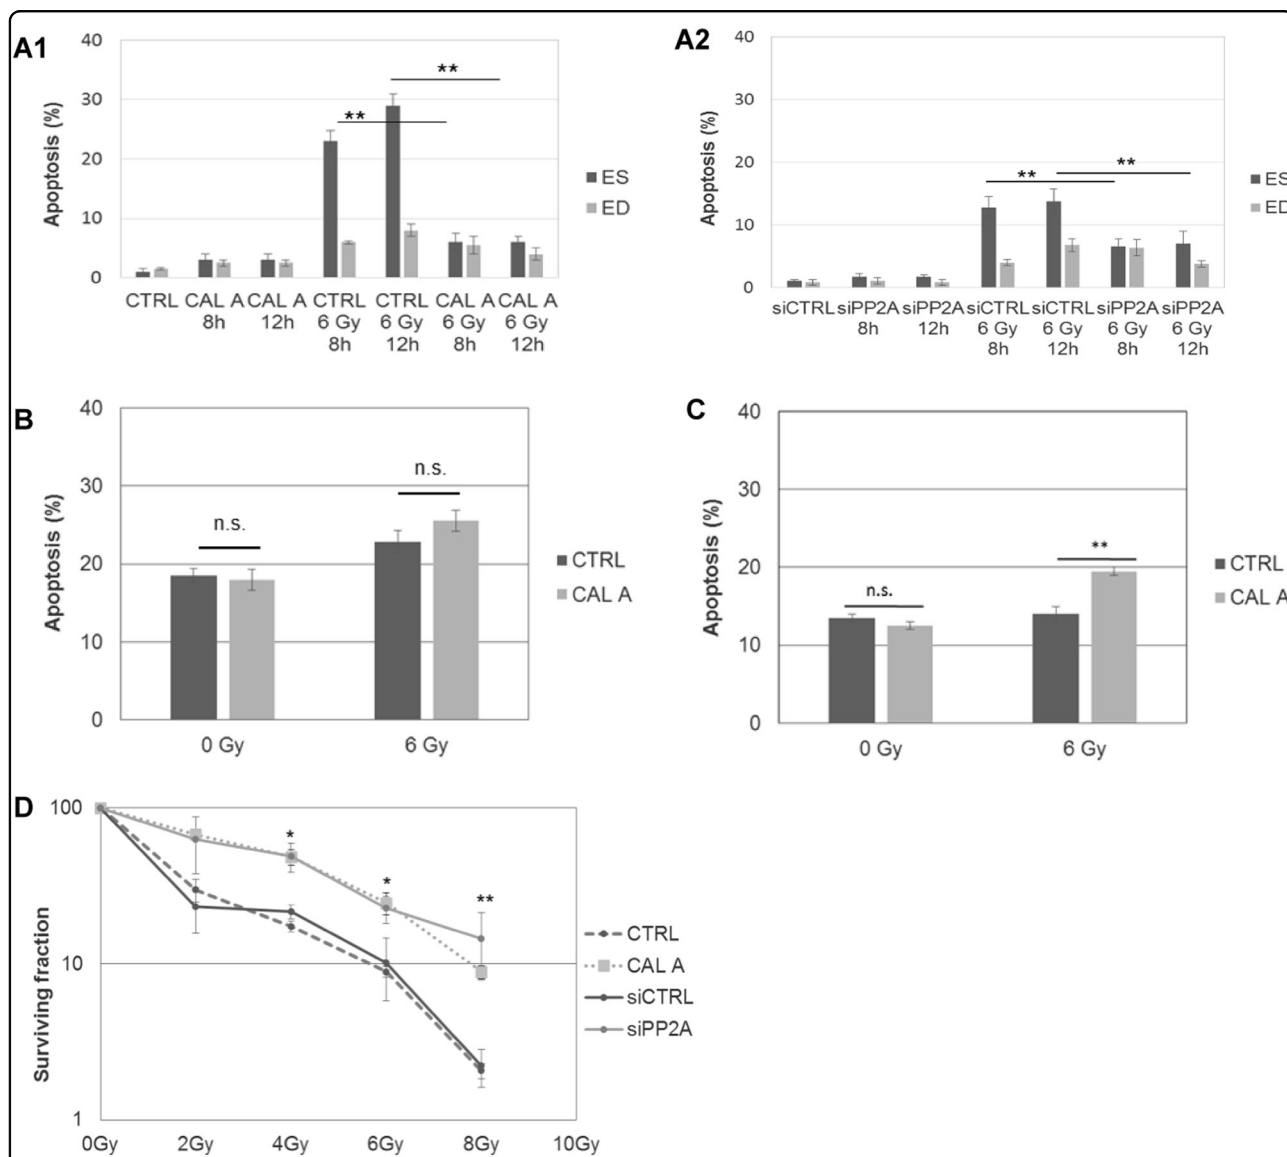 A1
Apoptosis (%)
40
30
20
10
0
**
**
CTRL
CAL A
8h
CAL A
12h
CTRL
6 Gy
8h
CTRL
6 Gy
12h
CAL A
6 Gy
8h
CAL A
6 Gy
12h
ES
ED
A2
Apoptosis (%)
40
30
20
10
0
**
**
siCTRL
siPP2A
8h
siPP2A
12h
siCTRL
6 Gy
8h
siCTRL
6 Gy
12h
siPP2A
6 Gy
8h
siPP2A
6 Gy
12h
ES
ED
B
Apoptosis (%)
40
30
20
10
0
n.s.
n.s.
0 Gy
6 Gy
CTRL
CAL A
C
Apoptosis (%)
40
30
20
10
0
n.s.
**
0 Gy
6 Gy
CTRL
CAL A
D
Surviving fraction
100
10
1
*
*
**
0Gy
2Gy
4Gy
6Gy
8Gy
10Gy
CTRL
CAL A
siCTRL
siPP2A